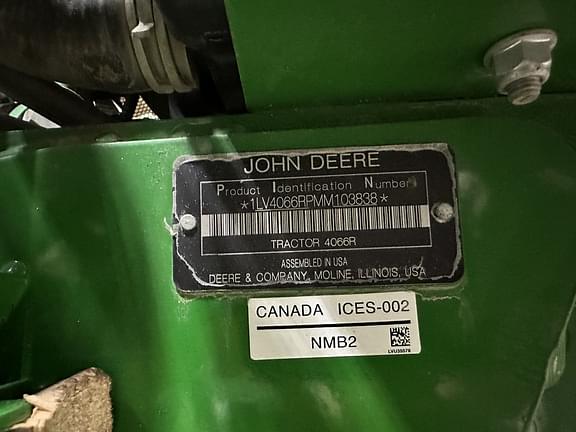 JOHN DEERE
Product Identification Number
*1LV4066RPMM103838*
TRACTOR 4066R
ASSEMBLED IN USA
DEERE & COMPANY, MOLINE, ILLINOIS, USA
CANADA ICES-002
NMB2